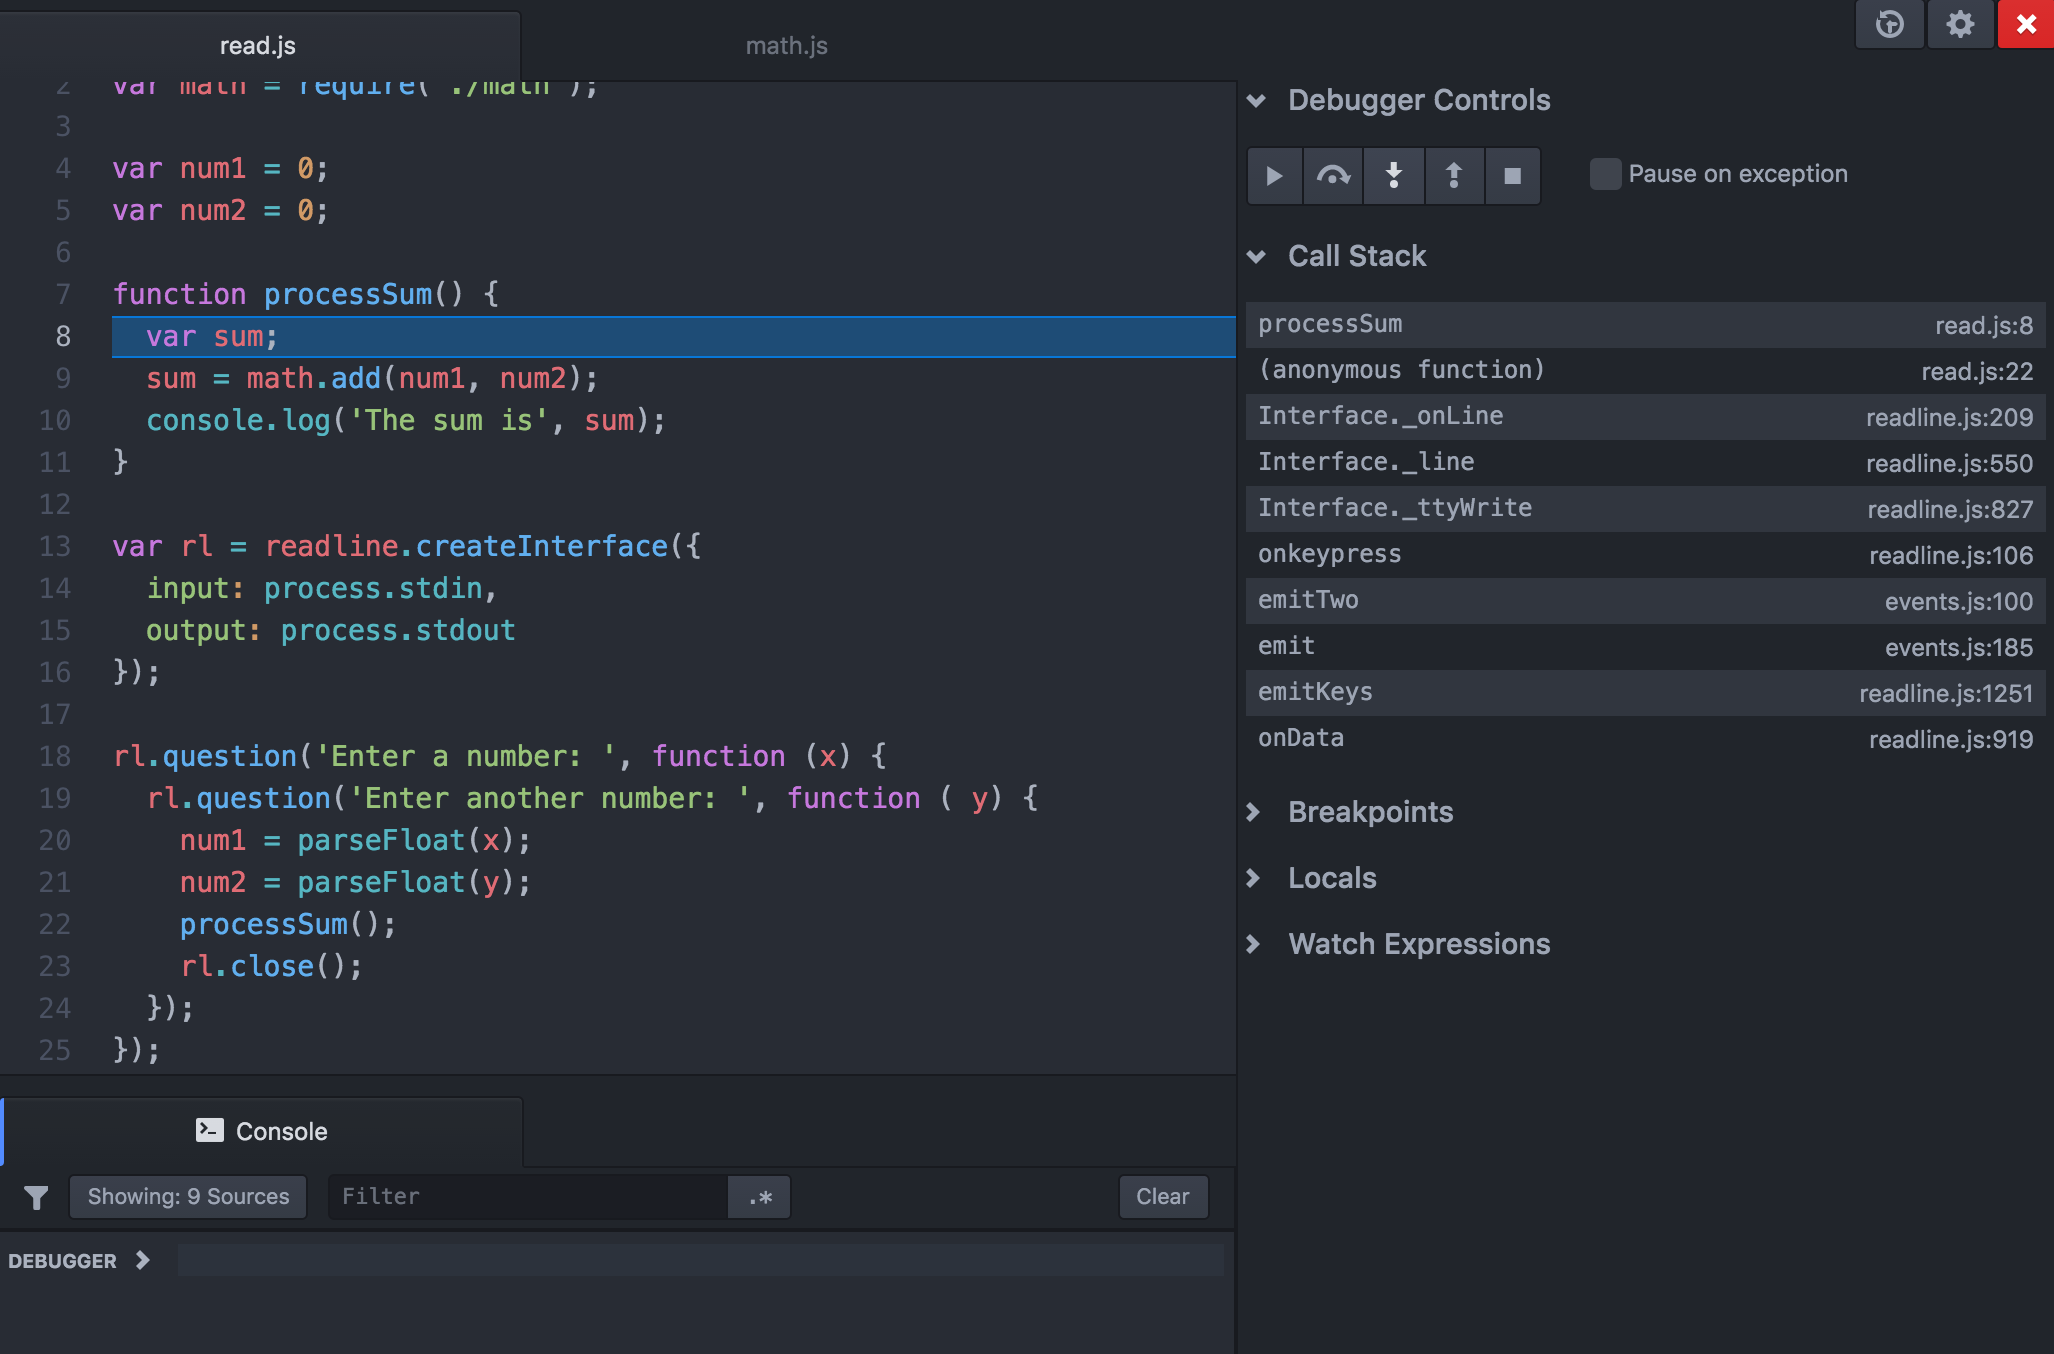 read.js
math.js
2 var math = require('./math');
3
4 var num1 = 0;
5 var num2 = 0;
6
7 function processSum() {
8   var sum;
9   sum = math.add(num1, num2);
10   console.log('The sum is', sum);
11 }
12
13 var rl = readline.createInterface({
14   input: process.stdin,
15   output: process.stdout
16 });
17
18 rl.question('Enter a number: ', function (x) {
19   rl.question('Enter another number: ', function ( y) {
20     num1 = parseFloat(x);
21     num2 = parseFloat(y);
22     processSum();
23     rl.close();
24   });
25 });
Console
Showing: 9 Sources
Filter
.*
Clear
DEBUGGER
Debugger Controls
Pause on exception
Call Stack
processSum read.js:8
(anonymous function) read.js:22
Interface._onLine readline.js:209
Interface._line readline.js:550
Interface._ttyWrite readline.js:827
onkeypress readline.js:106
emitTwo events.js:100
emit events.js:185
emitKeys readline.js:1251
onData readline.js:919
Breakpoints
Locals
Watch Expressions